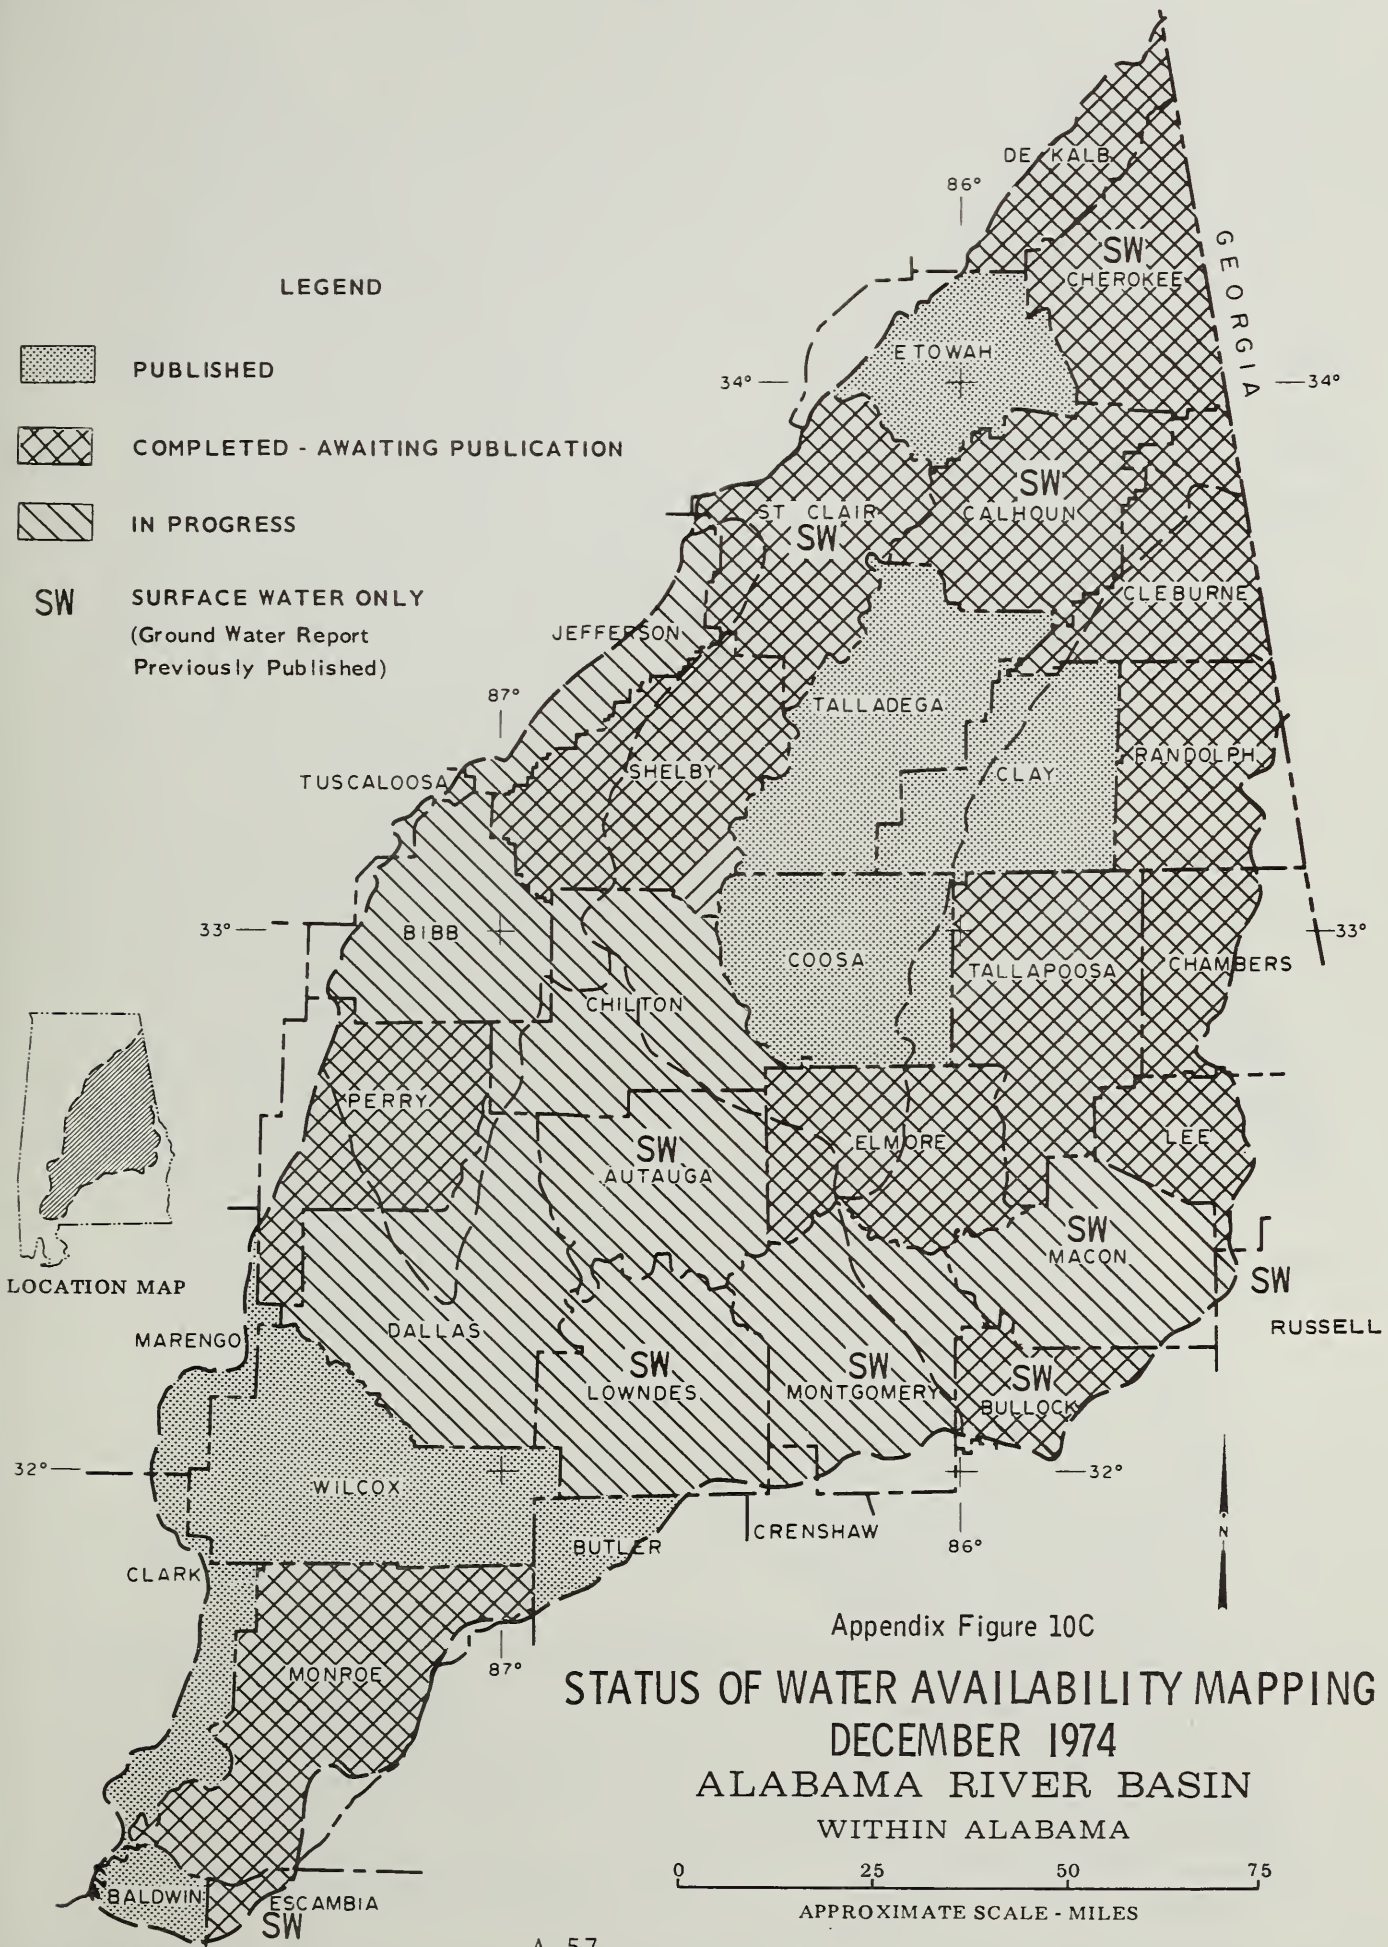 DE KALB
86°
SW
CHEROKEE
GEORGIA
LEGEND
PUBLISHED
COMPLETED - AWAITING PUBLICATION
IN PROGRESS
SW SURFACE WATER ONLY
(Ground Water Report
Previously Published)
ETOWAH
34°
34°
ST CLAIR
SW
SW
CALHOUN
CLEBURNE
JEFFERSON
87°
TALLADEGA
TUSCALOOSA
SHELBY
CLAY
RANDOLPH
33°
BIBB
COOSA
TALLAPOOSA
CHAMBERS
33°
CHILTON
PERRY
SW
AUTAUGA
ELMORE
LEE
SW
MACON
SW
RUSSELL
LOCATION MAP
MARENGO
DALLAS
SW
LOWNDES
SW
MONTGOMERY
SW
BULLOCK
32°
32°
WILCOX
CRENSHAW
BUTLER
86°
N
CLARK
MONROE
87°
BALDWIN
ESCAMBIA
SW
Appendix Figure 10C
STATUS OF WATER AVAILABILITY MAPPING
DECEMBER 1974
ALABAMA RIVER BASIN
WITHIN ALABAMA
0 25 50 75
APPROXIMATE SCALE - MILES
A-57